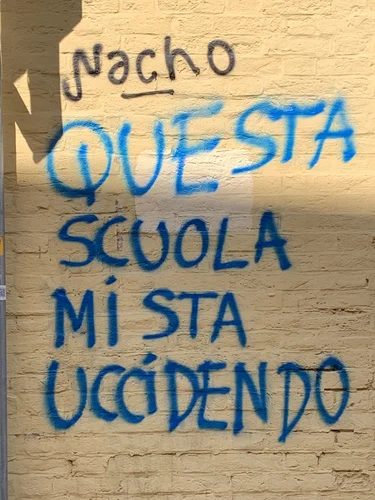 Nacho
QUESTA
SCUOLA
Mi STA
UCCiDENDO